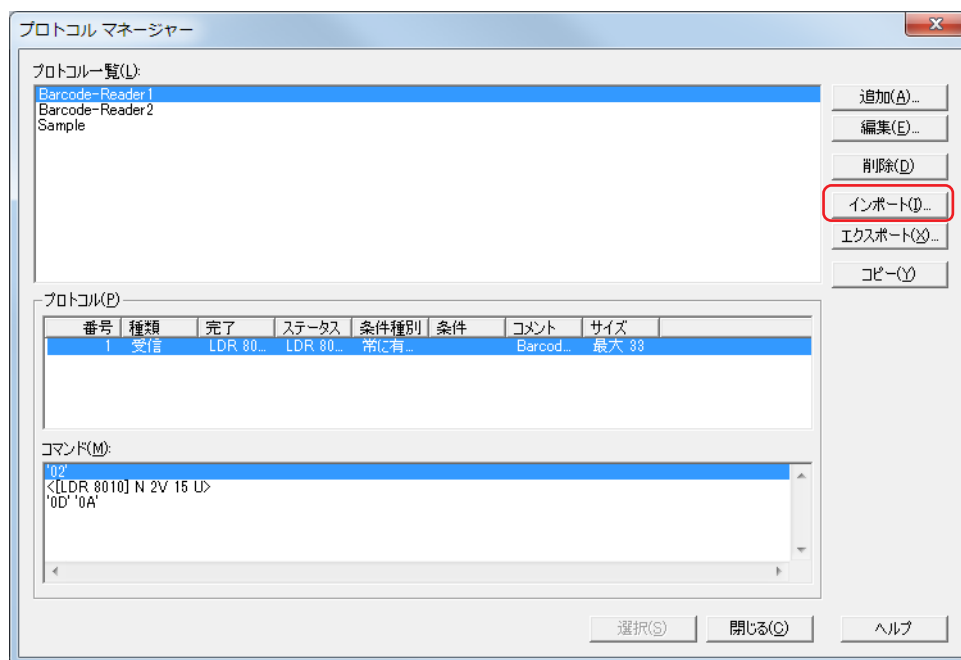 プロトコル マネージャー
プロトコル一覧(L):
Barcode-Reader1
Barcode-Reader2
Sample
追加(A)...
編集(E)...
削除(D)
インポート(I)...
エクスポート(X)...
コピー(Y)
プロトコル(P)
番号 種類 完了 ステータス 条件種別 条件 コメント サイズ
1 受信 LDR 80... LDR 80... 常に有... Barcod... 最大 33
コマンド(M):
'02'
<[LDR 8010] N 2V 15 U>
'0D' '0A'
選択(S) 閉じる(C) ヘルプ